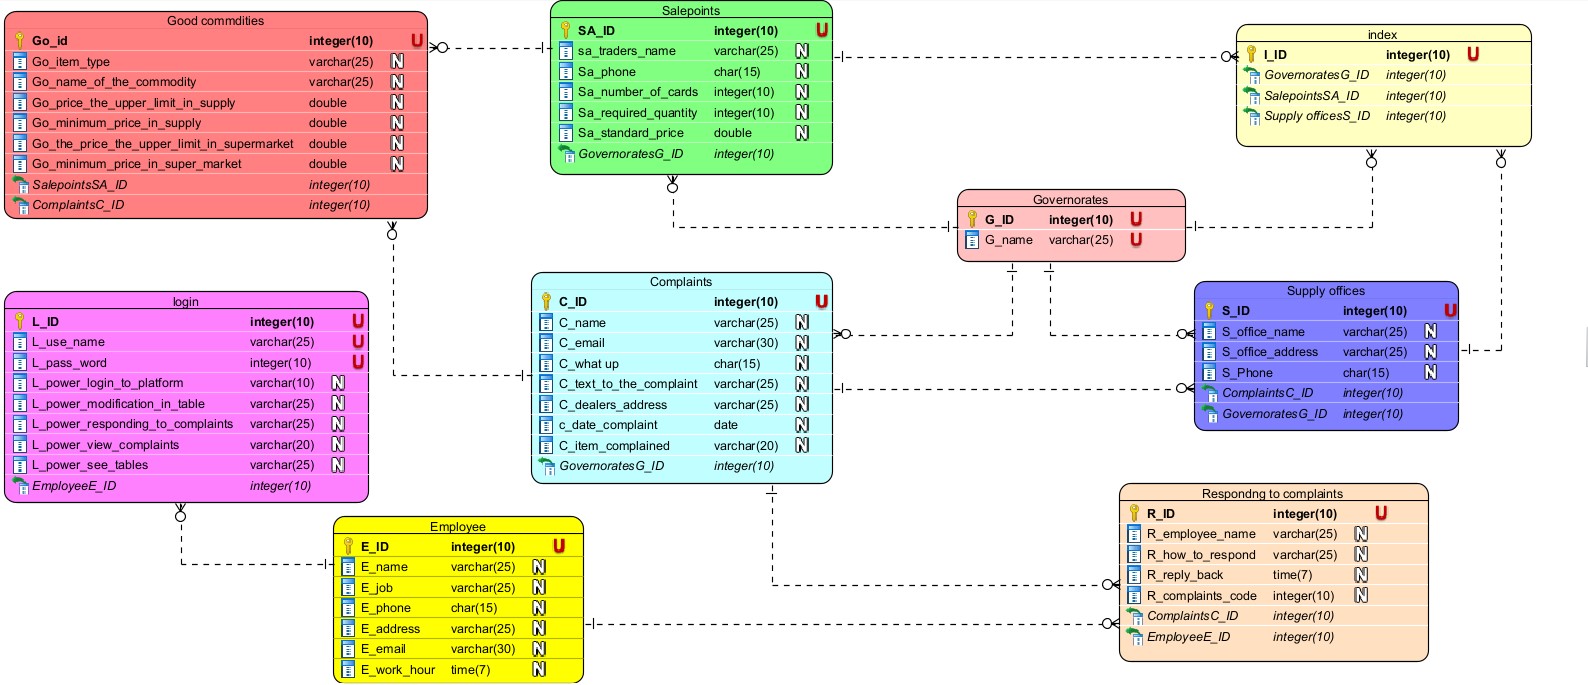 Good commdities
Go_id integer(10) U
Go_item_type varchar(25) N
Go_name_of_the_commodity varchar(25) N
Go_price_the_upper_limit_in_supply double N
Go_minimum_price_in_supply double N
Go_the_price_the_upper_limit_in_supermarket double N
Go_minimum_price_in_super_market double N
SalepointsSA_ID integer(10)
ComplaintsC_ID integer(10)
Salepoints
SA_ID integer(10) U
sa_traders_name varchar(25) N
Sa_phone char(15) N
Sa_number_of_cards integer(10) N
Sa_required_quantity integer(10) N
Sa_standard_price double N
GovernoratesG_ID integer(10)
index
I_ID integer(10) U
GovernoratesG_ID integer(10)
SalepointsSA_ID integer(10)
Supply officesS_ID integer(10)
Governorates
G_ID integer(10) U
G_name varchar(25) U
login
L_ID integer(10) U
L_use_name varchar(25) U
L_pass_word integer(10) U
L_power_login_to_platform varchar(10) N
L_power_modification_in_table varchar(25) N
L_power_responding_to_complaints varchar(25) N
L_power_view_complaints varchar(20) N
L_power_see_tables varchar(25) N
EmployeeE_ID integer(10)
Complaints
C_ID integer(10) U
C_name varchar(25) N
C_email varchar(30) N
C_what up char(15) N
C_text_to_the_complaint varchar(25) N
C_dealers_address varchar(25) N
c_date_complaint date N
C_item_complained varchar(20) N
GovernoratesG_ID integer(10)
Supply offices
S_ID integer(10) U
S_office_name varchar(25) N
S_office_address varchar(25) N
S_Phone char(15) N
ComplaintsC_ID integer(10)
GovernoratesG_ID integer(10)
Employee
E_ID integer(10) U
E_name varchar(25) N
E_job varchar(25) N
E_phone char(15) N
E_address varchar(25) N
E_email varchar(30) N
E_work_hour time(7) N
Respondng to complaints
R_ID integer(10) U
R_employee_name varchar(25) N
R_how_to_respond varchar(25) N
R_reply_back time(7) N
R_complaints_code integer(10) N
ComplaintsC_ID integer(10)
EmployeeE_ID integer(10)